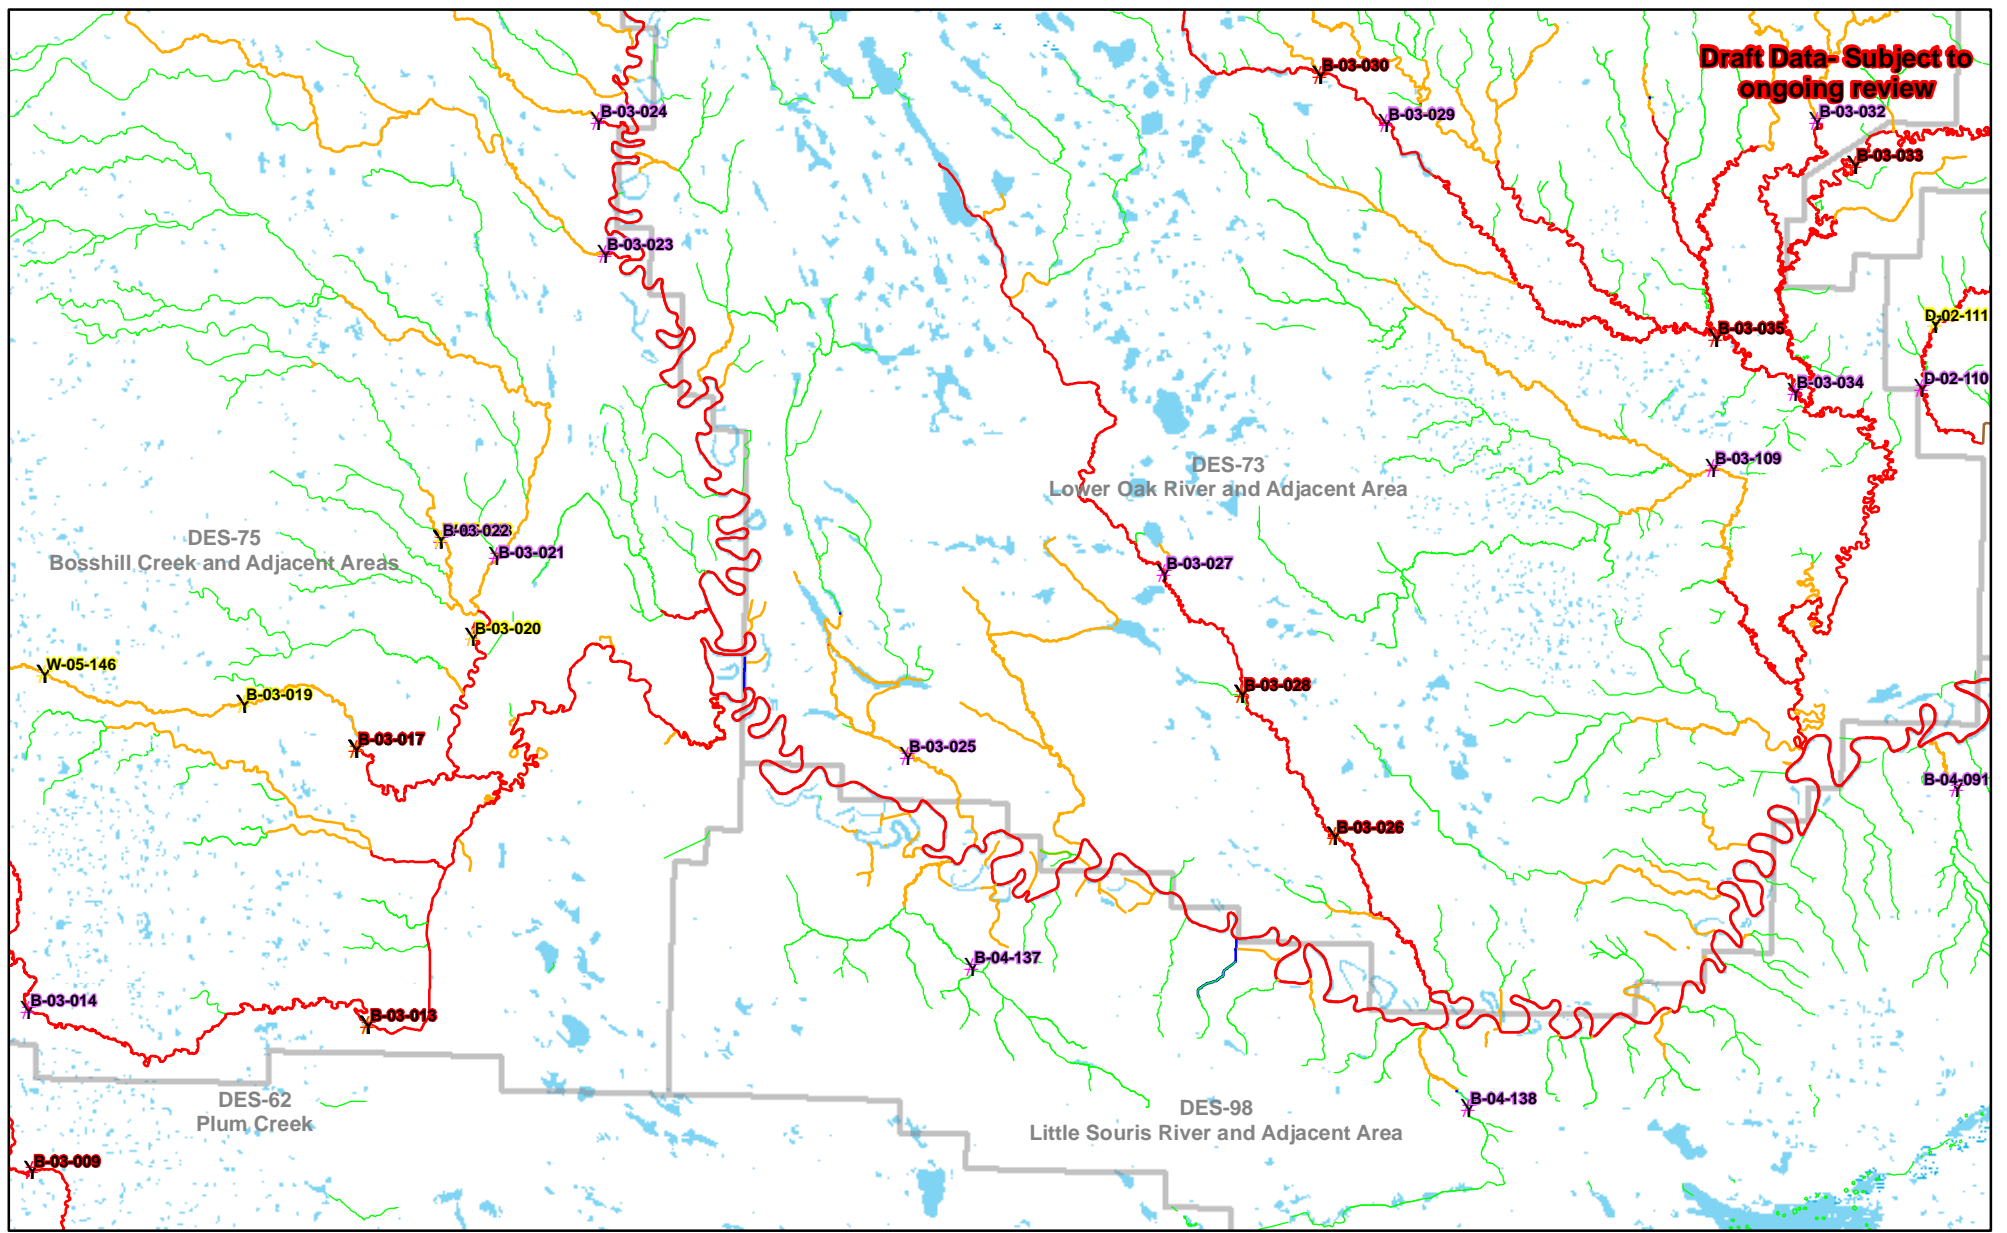 B-03-030
Draft Data- Subject to
ongoing review
B-03-024
B-03-029
B-03-032
B-03-033
B-03-023
D-02-111
B-03-035
B-03-034
D-02-110
B-03-109
DES-73
Lower Oak River and Adjacent Area
DES-75
Bosshill Creek and Adjacent Areas
B-03-022
B-03-021
B-03-027
B-03-020
W-05-146
B-03-019
B-03-028
B-03-017
B-03-025
B-04-091
B-03-026
B-04-137
B-03-014
B-03-013
DES-62
Plum Creek
DES-98
Little Souris River and Adjacent Area
B-04-138
B-03-009